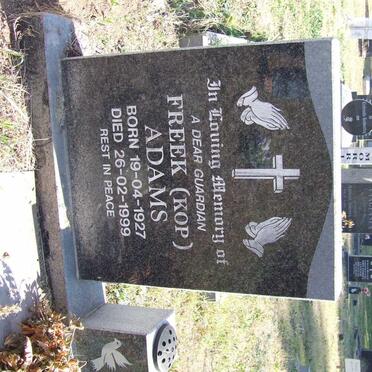 In Loving Memory of
A DEAR GUARDIAN
FREEK (KOP)
ADAMS
BORN 19-04-1927
DIED 26-02-1999
REST IN PEACE